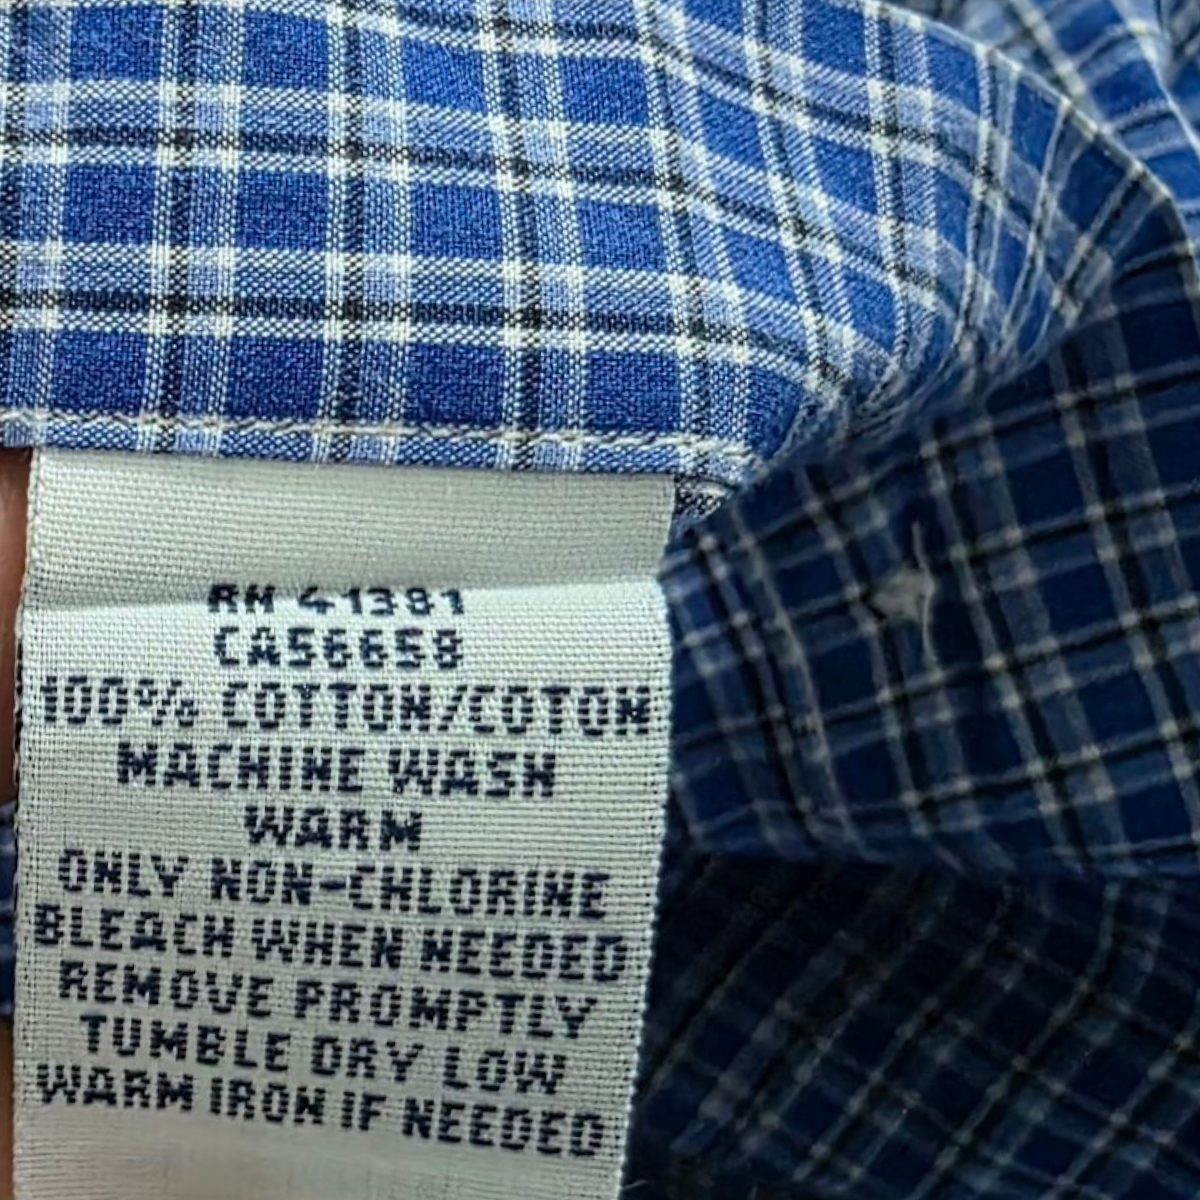 RN 41381
CA56658
100% COTTON/COTON
MACHINE WASH
WARM
ONLY NON-CHLORINE
BLEACH WHEN NEEDED
REMOVE PROMPTLY
TUMBLE DRY LOW
WARM IRON IF NEEDED